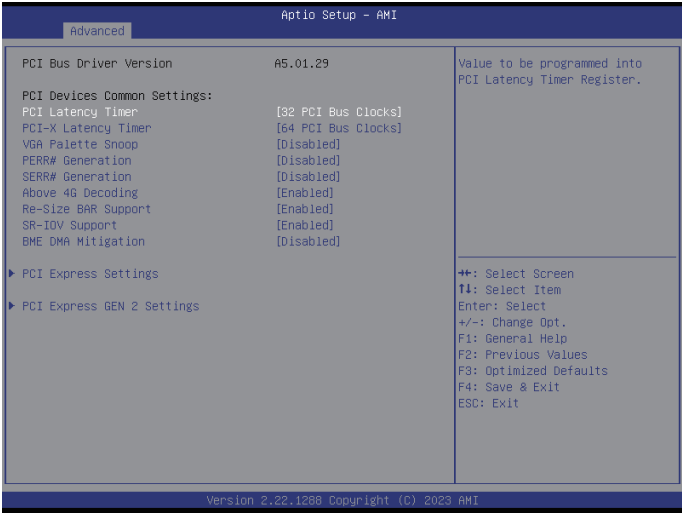 Aptio Setup - AMI
Advanced
PCI Bus Driver Version A5.01.29
PCI Devices Common Settings:
PCI Latency Timer [32 PCI Bus Clocks]
PCI-X Latency Timer [64 PCI Bus Clocks]
VGA Palette Snoop [Disabled]
PERR# Generation [Disabled]
SERR# Generation [Disabled]
Above 4G Decoding [Enabled]
Re-Size BAR Support [Enabled]
SR-IOV Support [Enabled]
BME DMA Mitigation [Disabled]
PCI Express Settings
PCI Express GEN 2 Settings
Value to be programmed into
PCI Latency Timer Register.
→←: Select Screen
↑↓: Select Item
Enter: Select
+/-: Change Opt.
F1: General Help
F2: Previous Values
F3: Optimized Defaults
F4: Save & Exit
ESC: Exit
Version 2.22.1288 Copyright (C) 2023 AMI